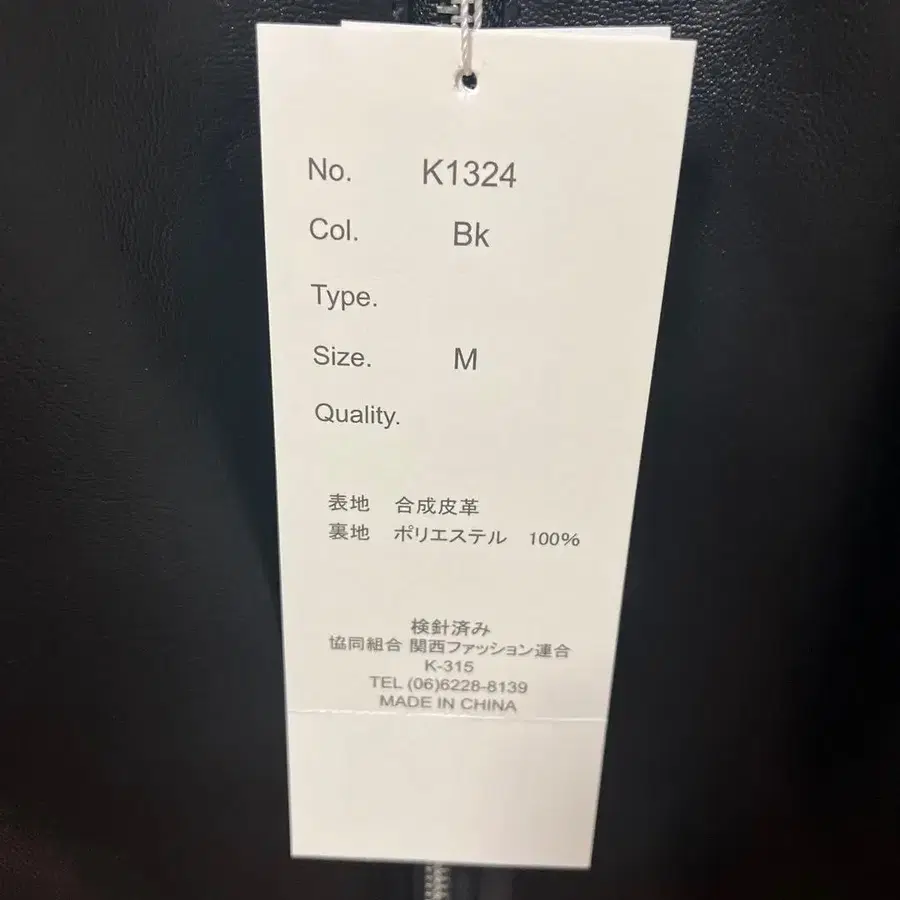 No. K1324
Col. Bk
Type.
Size. M
Quality.
表地 合成皮革
裏地 ポリエステル 100%
検針済み
協同組合 関西ファッション連合
K-315
TEL (06)6228-8139
MADE IN CHINA